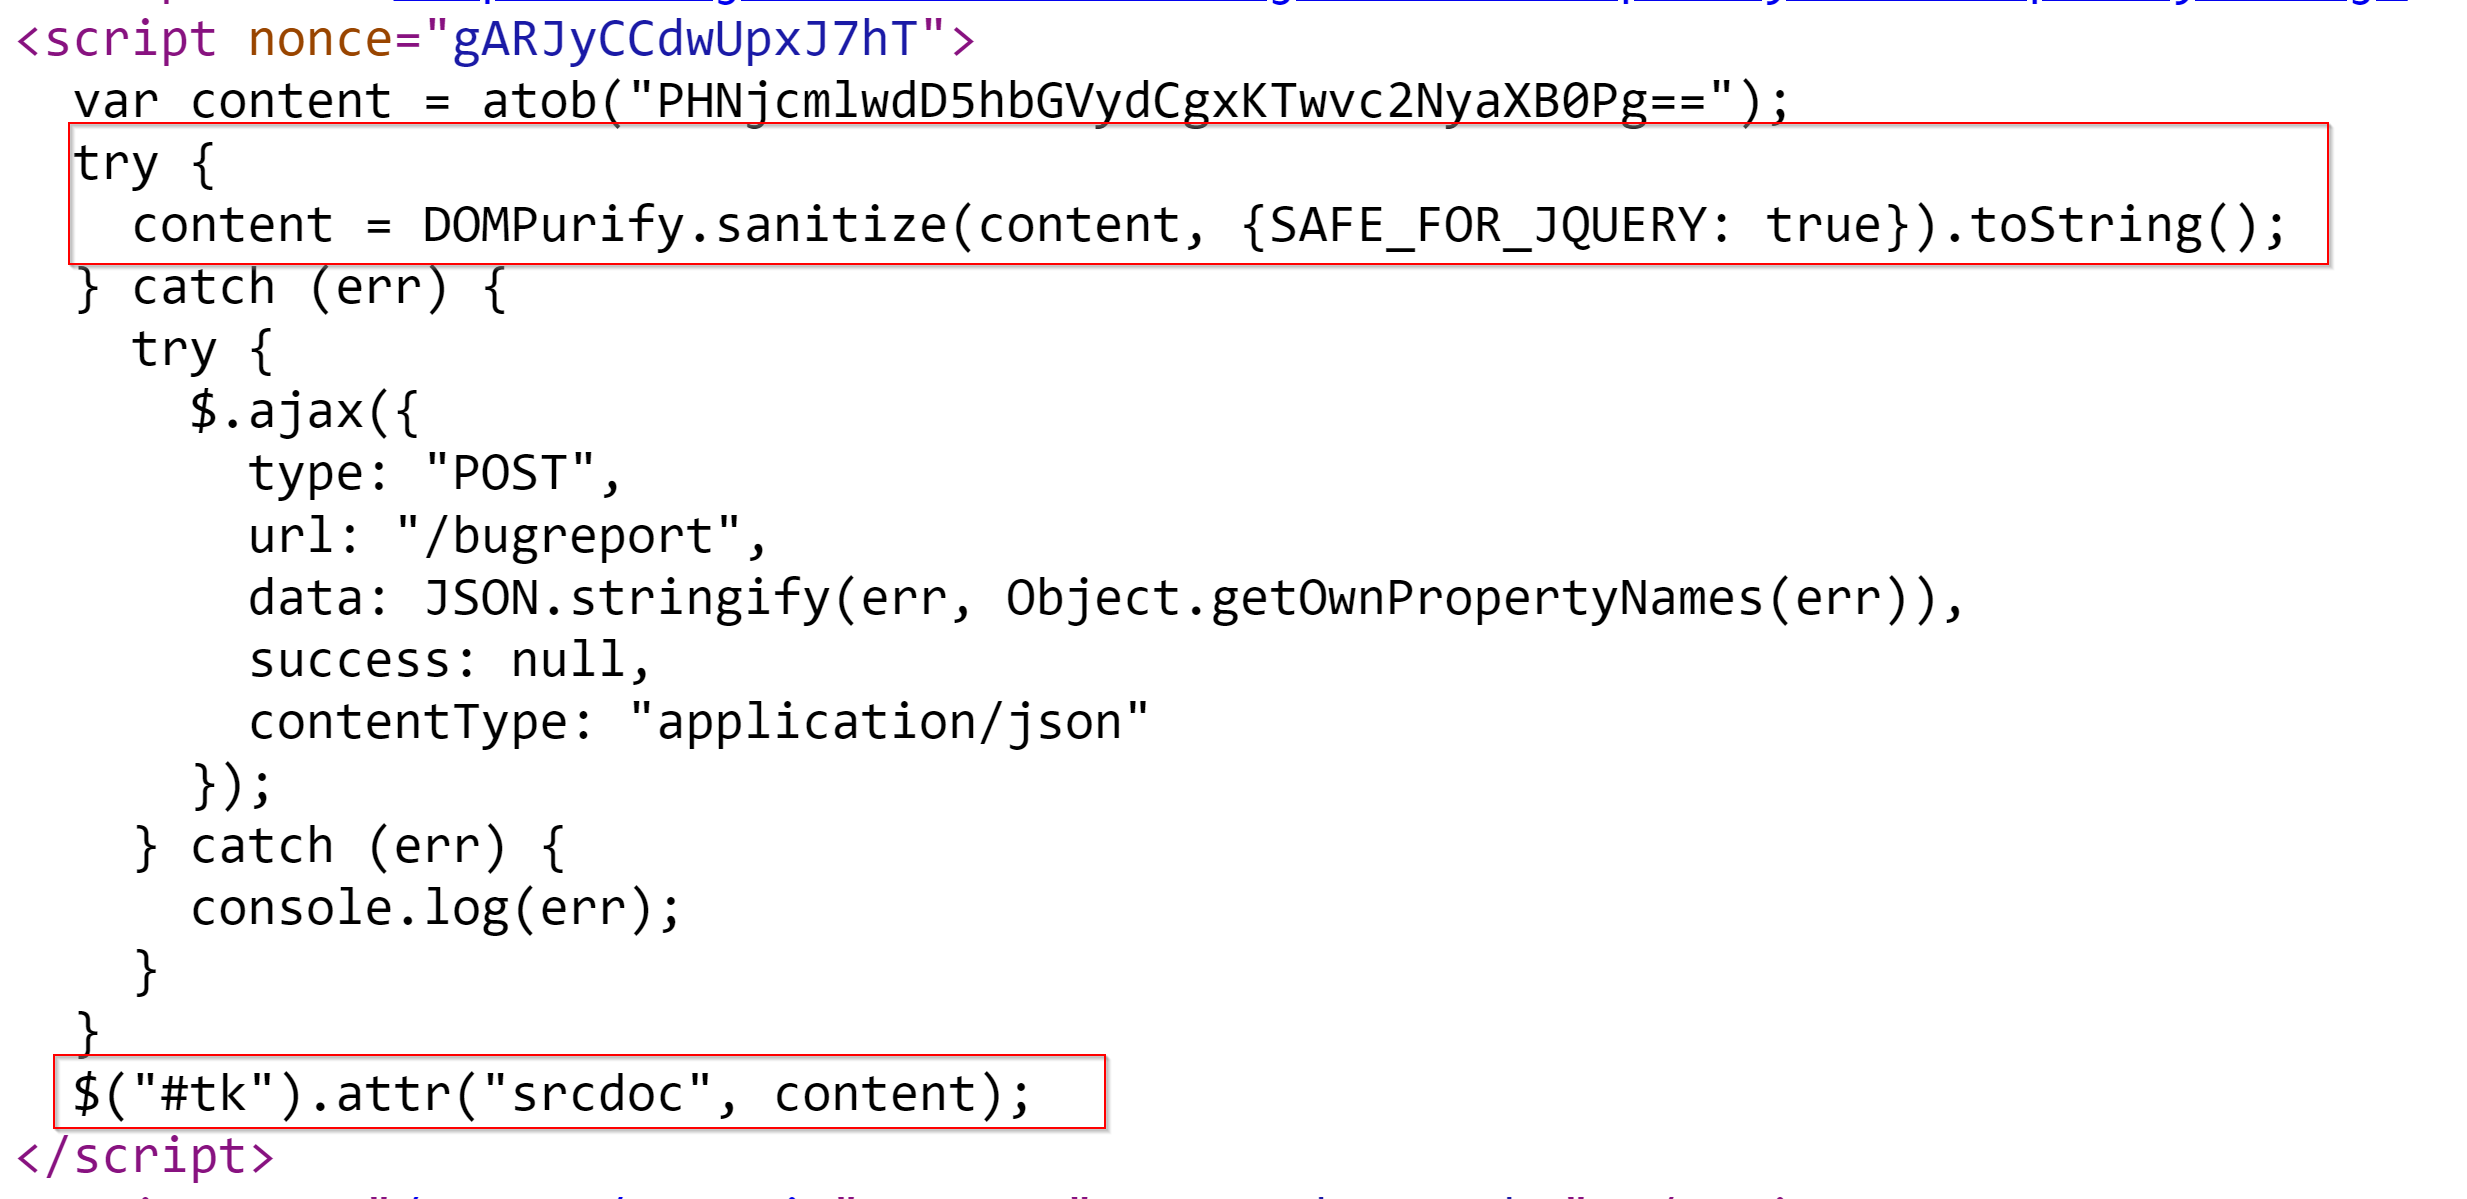 <script nonce="gARJyCCdwUpxJ7hT">
var content = atob("PHNjcmlwdD5hbGVydCgxKTwvc2NyaXB0Pg==");
try {
content = DOMPurify.sanitize(content, {SAFE_FOR_JQUERY: true}).toString();
} catch (err) {
try {
$.ajax({
type: "POST",
url: "/bugreport",
data: JSON.stringify(err, Object.getOwnPropertyNames(err)),
success: null,
contentType: "application/json"
});
} catch (err) {
console.log(err);
}
}
$("#tk").attr("srcdoc", content);
</script>